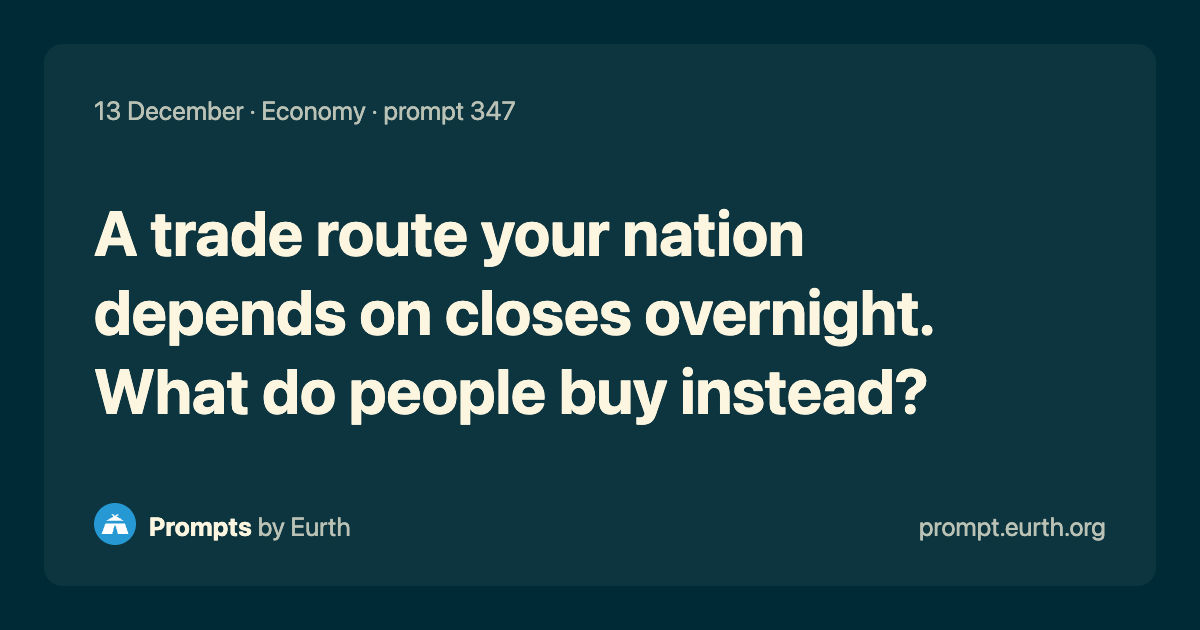 13 December · Economy · prompt 347
A trade route your nation
depends on closes overnight.
What do people buy instead?
Prompts by Eurth
prompt.eurth.org